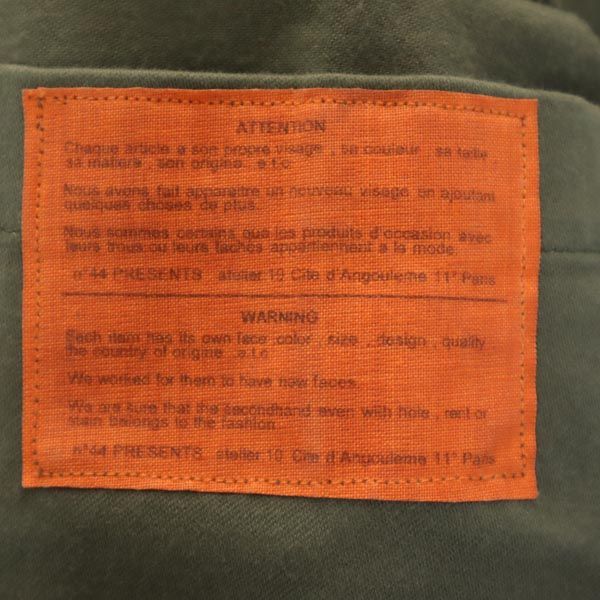 ATTENTION
Chaque article a son propre visage , sa couleur , sa taille ,
sa matiere , son origine .e.t.c
Nous avons fait apparaitre un nouveau visage en ajoutant
quelques choses de plus.
Nous sommes certains que les produits d'occasion avec
leurs trous ou leurs taches appartiennent a la mode.
n°44 PRESENTS atelier 10 Cite d'Angouleme 11° Paris
WARNING
Each item has its own face color , size , design , quality
the country of origine .e.t.c
We worked for them to have new faces.
We are sure that the secondhand even with hole , rent or
stain belongs to the fashion.
n°44 PRESENTS atelier 10 Cite d'Angouleme 11° Paris